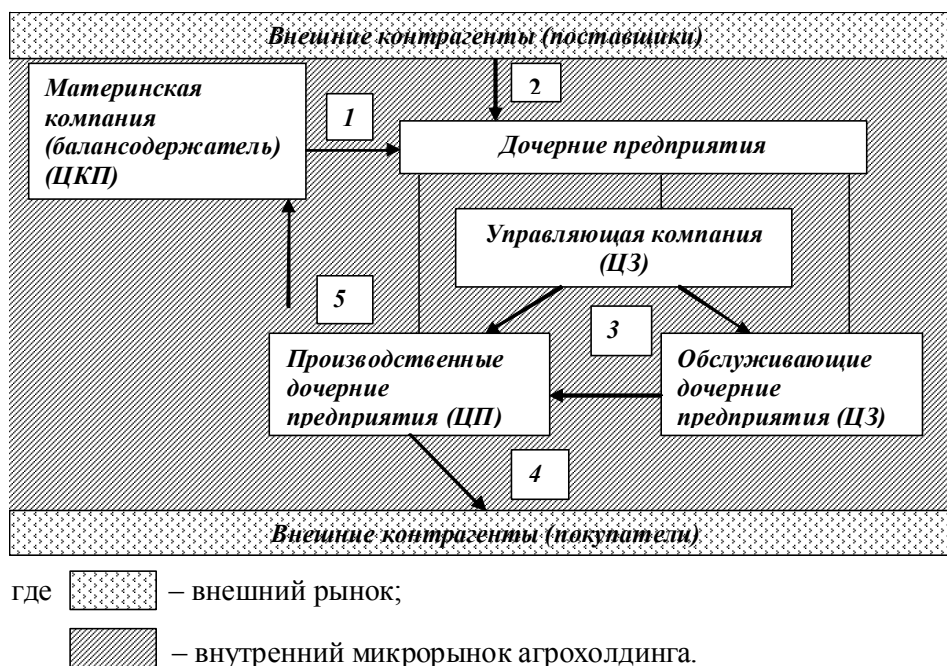 Внешние контрагенты (поставщики)
Материнская
компания
(балансодержатель)
(ЦКП)
1
2
Дочерние предприятия
Управляющая компания
(ЦЗ)
5
3
Производственные
дочерние
предприятия (ЦП)
Обслуживающие
дочерние
предприятия (ЦЗ)
4
Внешние контрагенты (покупатели)
где – внешний рынок;
– внутренний микрорынок агрохолдинга.